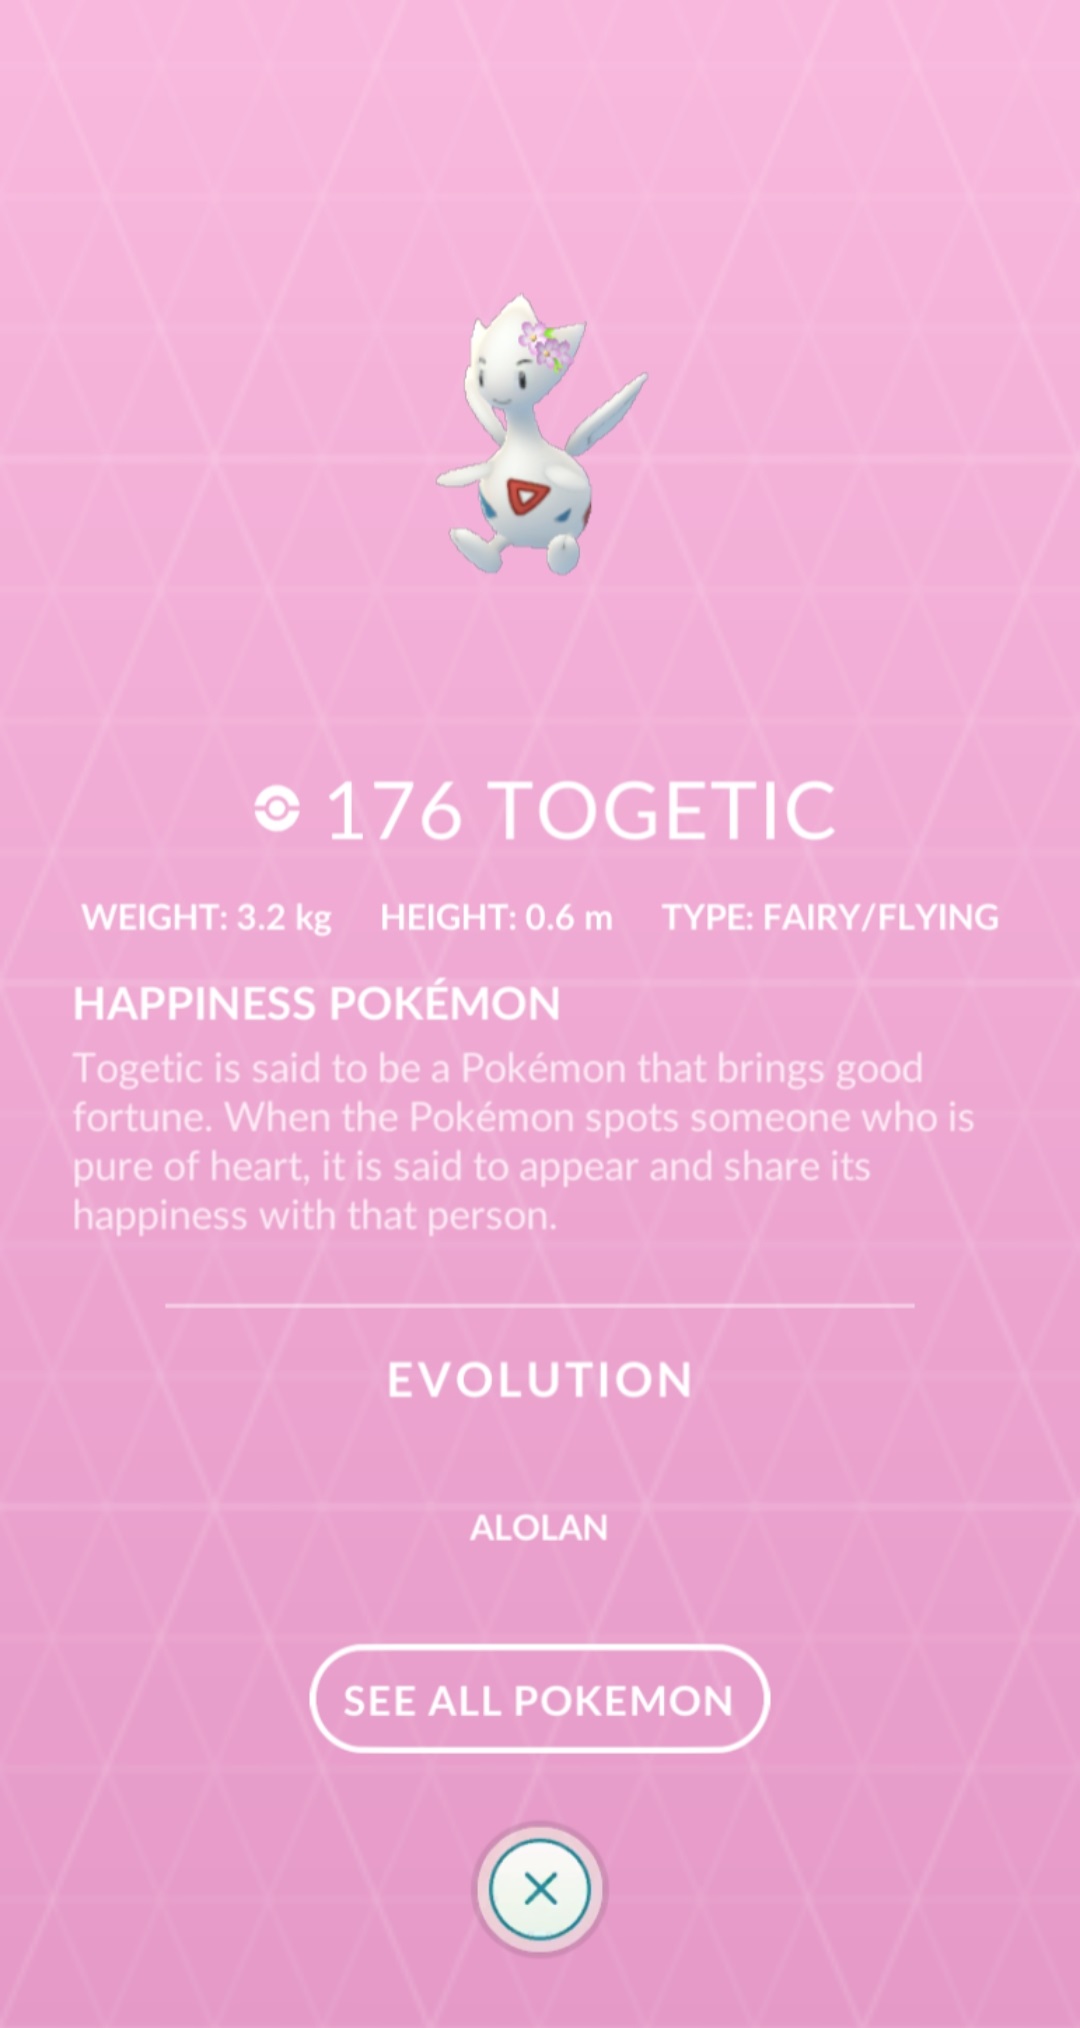 176 TOGETIC
WEIGHT: 3.2 kg HEIGHT: 0.6 m TYPE: FAIRY/FLYING
HAPPINESS POKÉMON
Togetic is said to be a Pokémon that brings good
fortune. When the Pokémon spots someone who is
pure of heart, it is said to appear and share its
happiness with that person.
EVOLUTION
ALOLAN
SEE ALL POKEMON